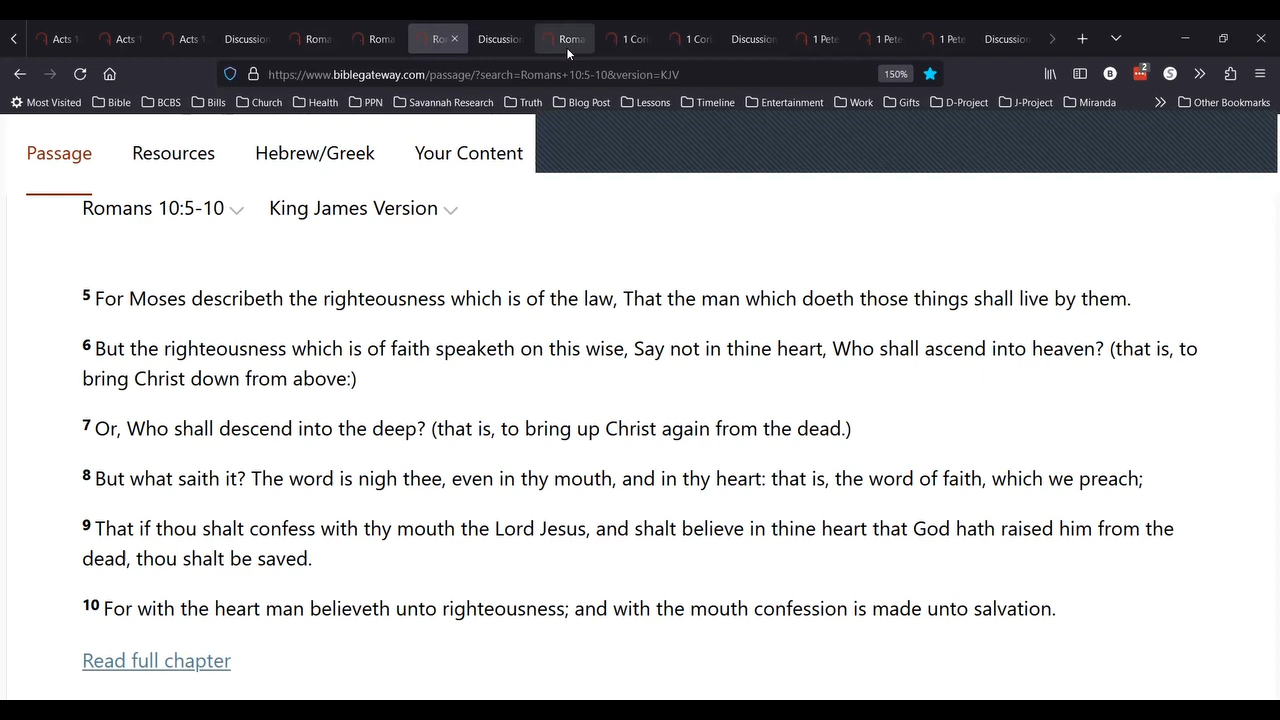 Acts 1
Acts 1
Acts 1
Discussion
Roma
Roma
Ro
Discussion
Roma
1 Cori
1 Cori
Discussion
1 Pete
1 Pete
1 Pete
Discussion
https://www.biblegateway.com/passage/?search=Romans+10:5-10&version=KJV
150%
B
2
S
Most Visited
Bible
BCBS
Bills
Church
Health
PPN
Savannah Research
Truth
Blog Post
Lessons
Timeline
Entertainment
Work
Gifts
D-Project
J-Project
Miranda
Other Bookmarks
Passage
Resources
Hebrew/Greek
Your Content
Romans 10:5-10
King James Version
5 For Moses describeth the righteousness which is of the law, That the man which doeth those things shall live by them.
6 But the righteousness which is of faith speaketh on this wise, Say not in thine heart, Who shall ascend into heaven? (that is, to
bring Christ down from above:)
7 Or, Who shall descend into the deep? (that is, to bring up Christ again from the dead.)
8 But what saith it? The word is nigh thee, even in thy mouth, and in thy heart: that is, the word of faith, which we preach;
9 That if thou shalt confess with thy mouth the Lord Jesus, and shalt believe in thine heart that God hath raised him from the
dead, thou shalt be saved.
10 For with the heart man believeth unto righteousness; and with the mouth confession is made unto salvation.
Read full chapter